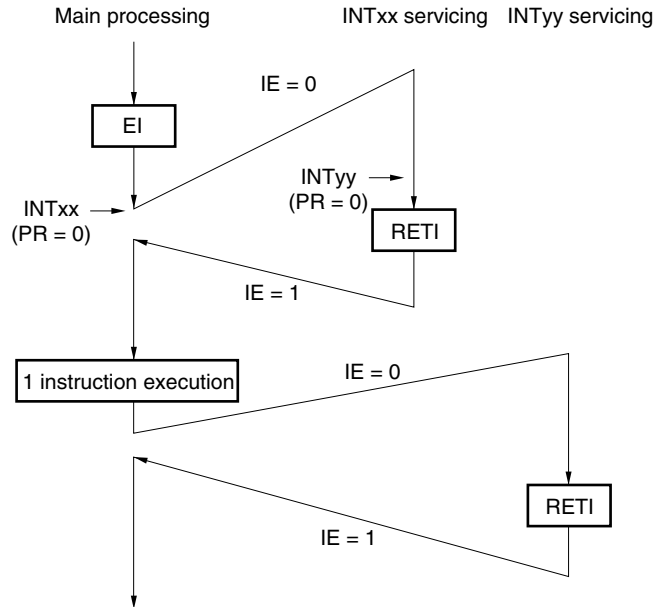 Main processing INTxx servicing INTyy servicing
IE = 0
EI
INTyy
(PR = 0)
INTxx
(PR = 0)
RETI
IE = 1
1 instruction execution
IE = 0
RETI
IE = 1